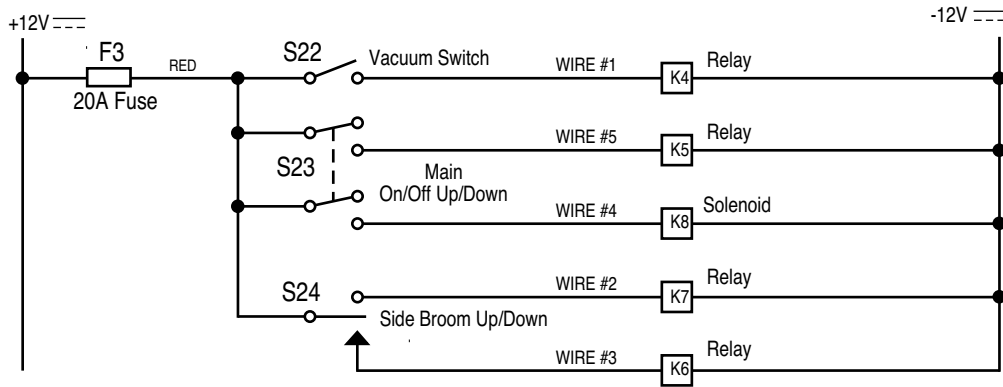 +12V
-12V
F3
RED
20A Fuse
S22
Vacuum Switch
WIRE #1
K4
Relay
S23
WIRE #5
K5
Relay
Main
On/Off Up/Down
WIRE #4
K8
Solenoid
S24
WIRE #2
K7
Relay
Side Broom Up/Down
WIRE #3
K6
Relay